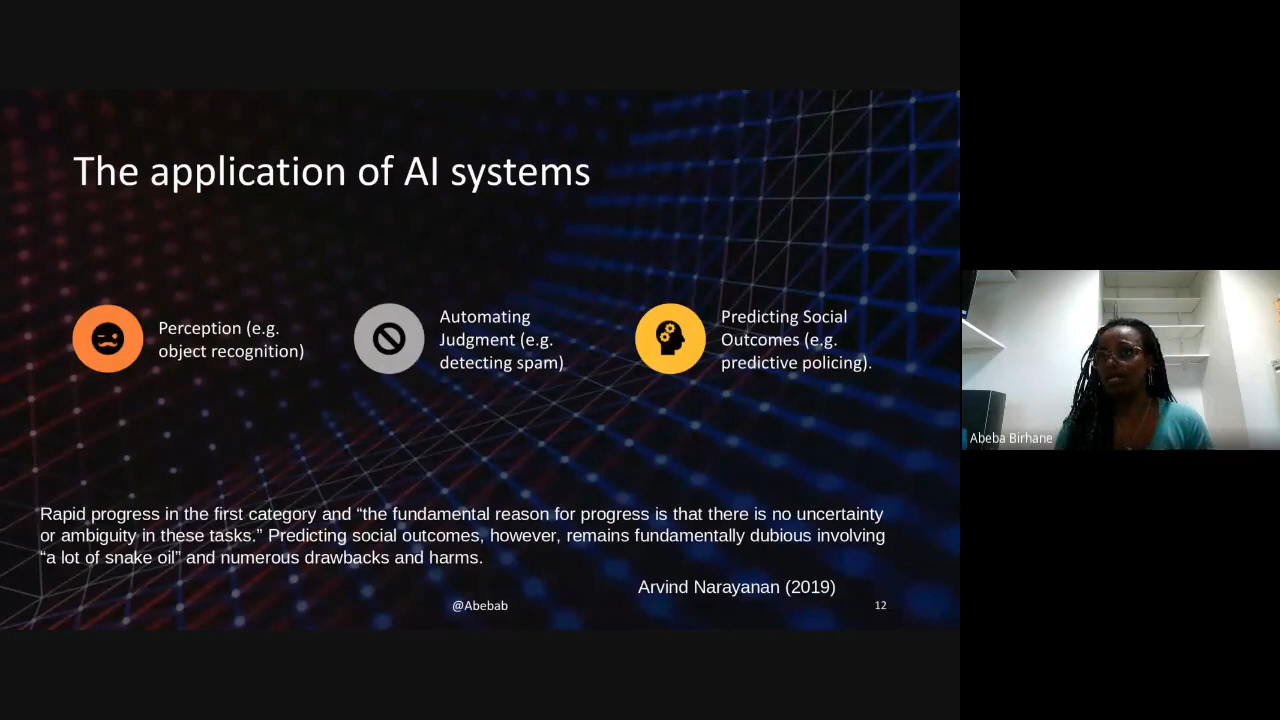 The application of AI systems
Perception (e.g.
object recognition)
Automating
Judgment (e.g.
detecting spam)
Predicting Social
Outcomes (e.g.
predictive policing).
Rapid progress in the first category and “the fundamental reason for progress is that there is no uncertainty
or ambiguity in these tasks.” Predicting social outcomes, however, remains fundamentally dubious involving
“a lot of snake oil” and numerous drawbacks and harms.
Arvind Narayanan (2019)
@Abebab
12
Abeba Birhane